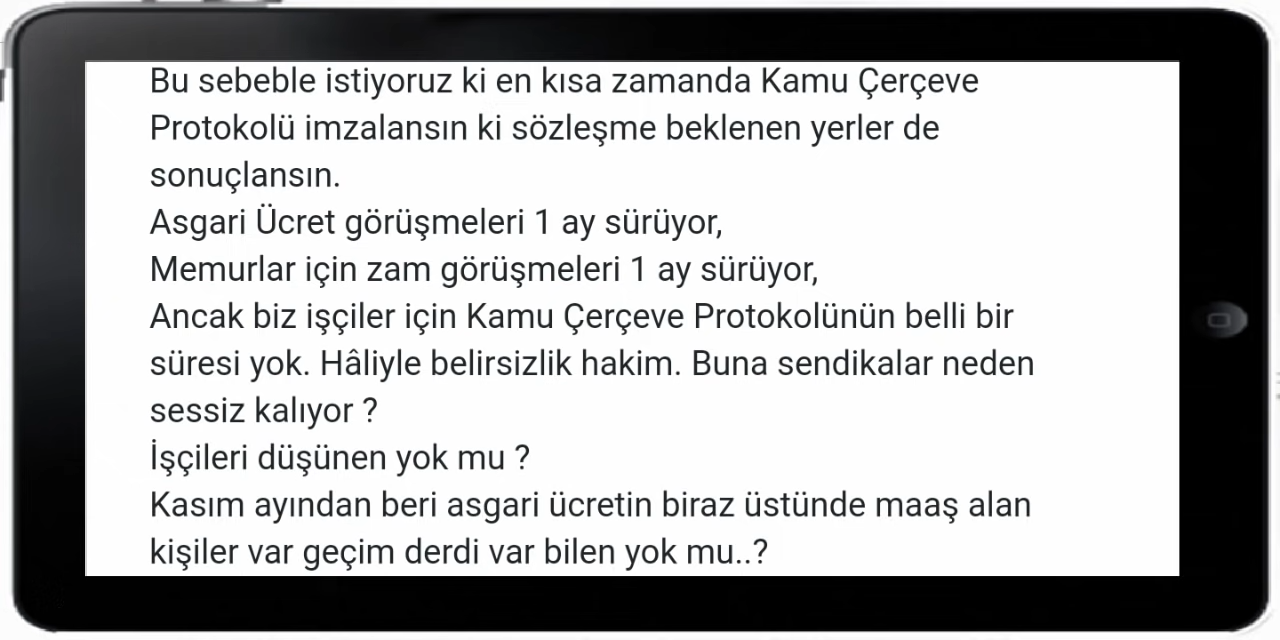 Bu sebeble istiyoruz ki en kısa zamanda Kamu Çerçeve
Protokolü imzalansın ki sözleşme beklenen yerler de
sonuçlansın.
Asgari Ücret görüşmeleri 1 ay sürüyor,
Memurlar için zam görüşmeleri 1 ay sürüyor,
Ancak biz işçiler için Kamu Çerçeve Protokolünün belli bir
süresi yok. Hâliyle belirsizlik hakim. Buna sendikalar neden
sessiz kalıyor ?
İşçileri düşünen yok mu ?
Kasım ayından beri asgari ücretin biraz üstünde maaş alan
kişiler var geçim derdi var bilen yok mu..?